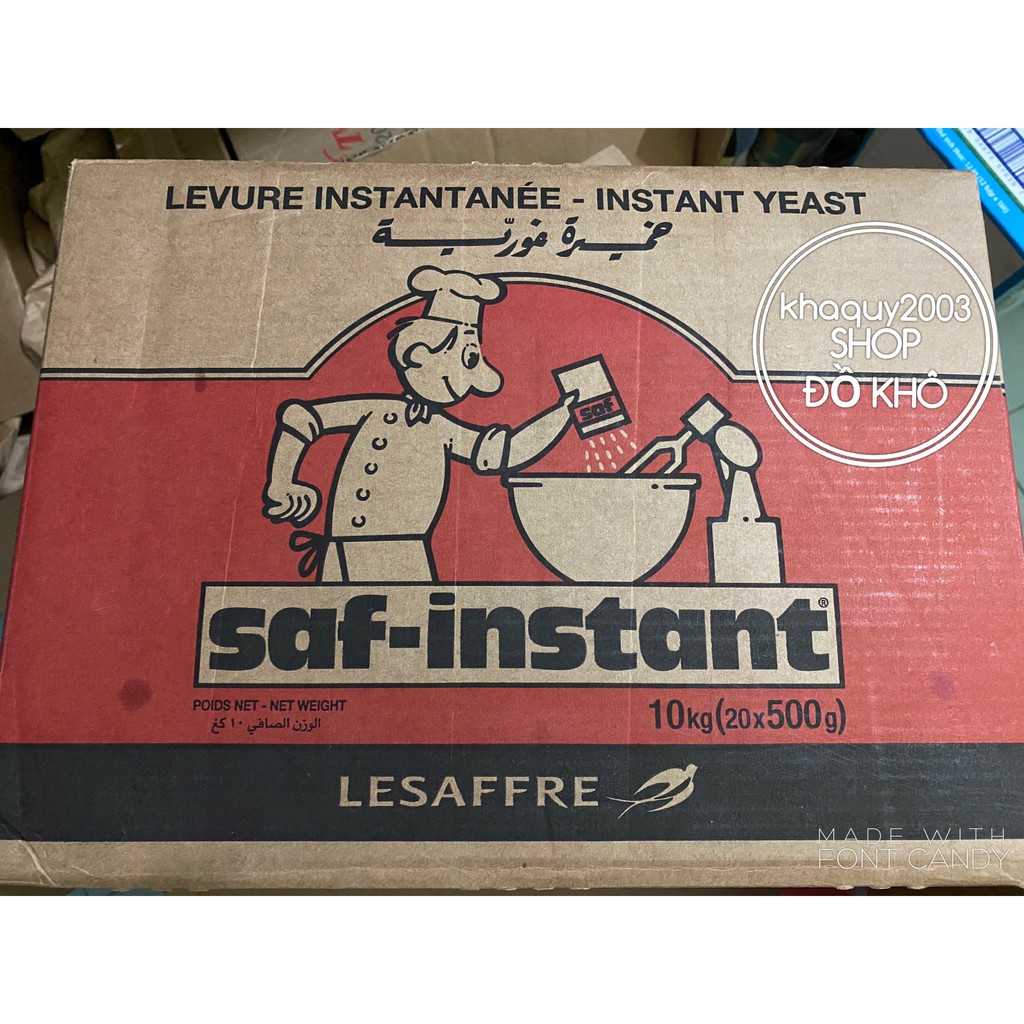 LEVURE INSTANTANÉE - INSTANT YEAST
خميرة فوريّة
khaquy2003
SHOP
ĐỒ KHÔ
saf
saf-instant®
POIDS NET - NET WEIGHT
الوزن الصافي ١٠ كغ
10kg (20x500g)
LESAFFRE
MADE WITH
FONT CANDY